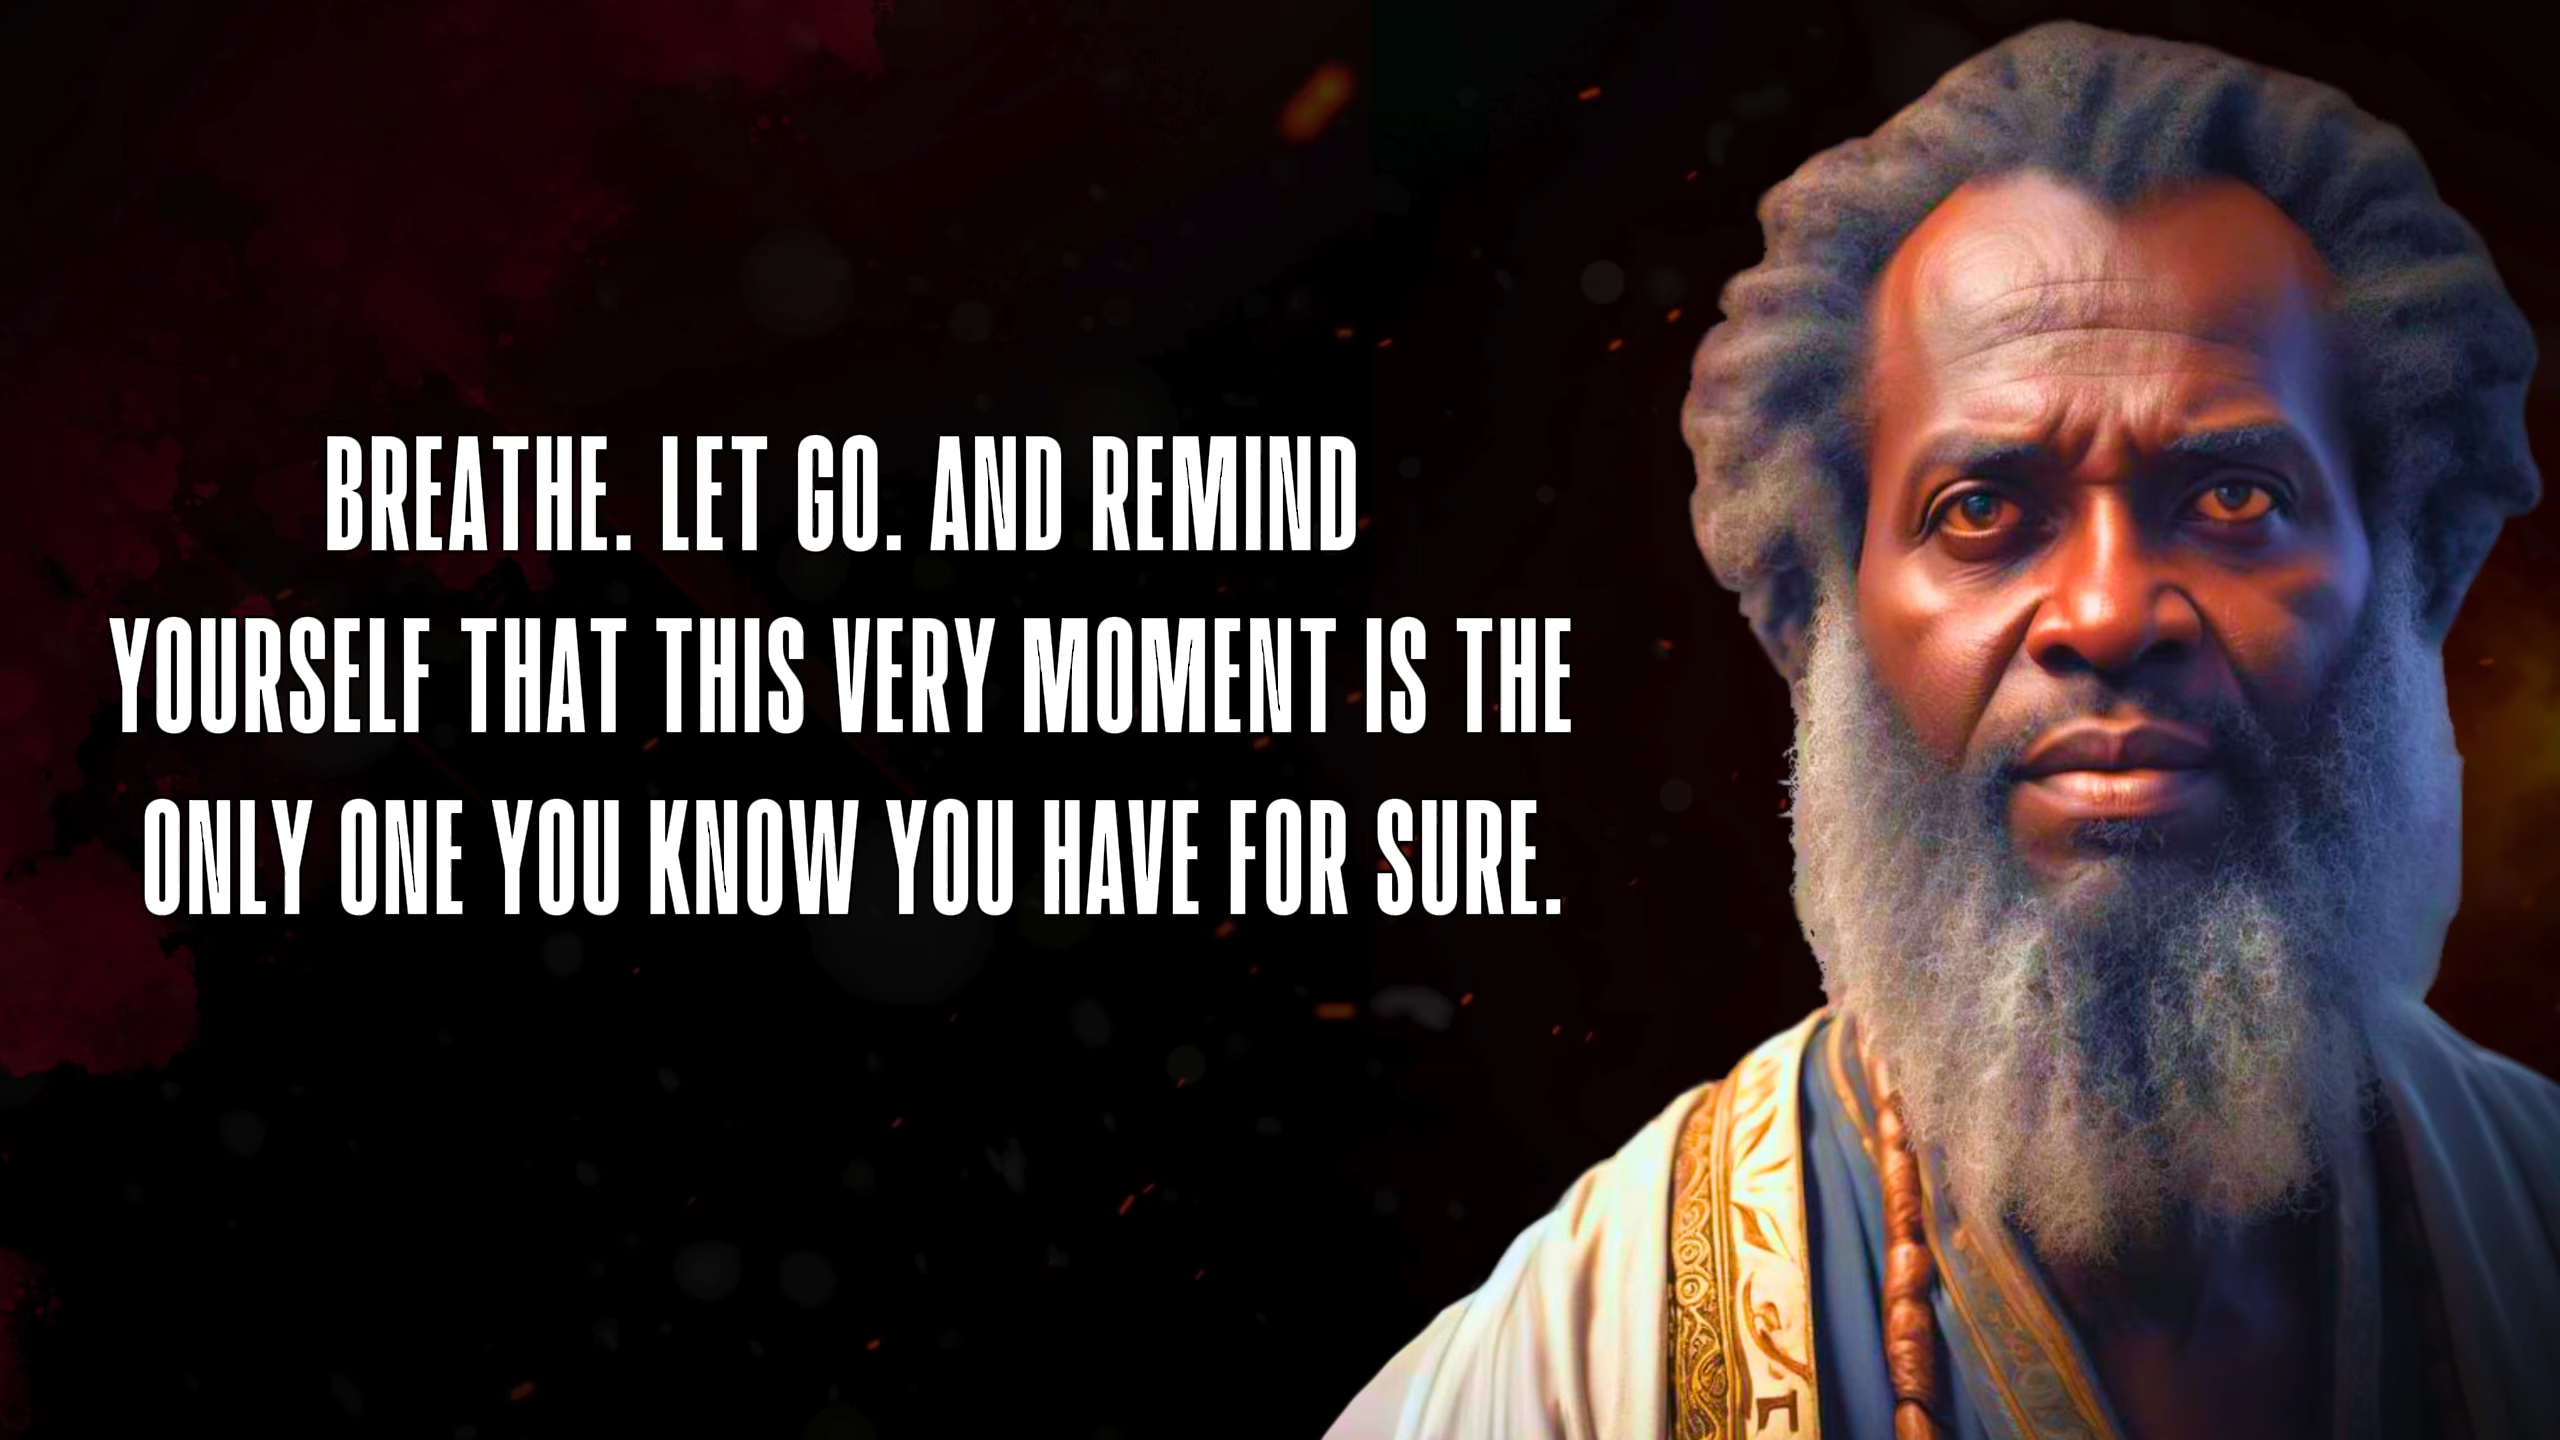 BREATHE. LET GO. AND REMIND
YOURSELF THAT THIS VERY MOMENT IS THE
ONLY ONE YOU KNOW YOU HAVE FOR SURE.